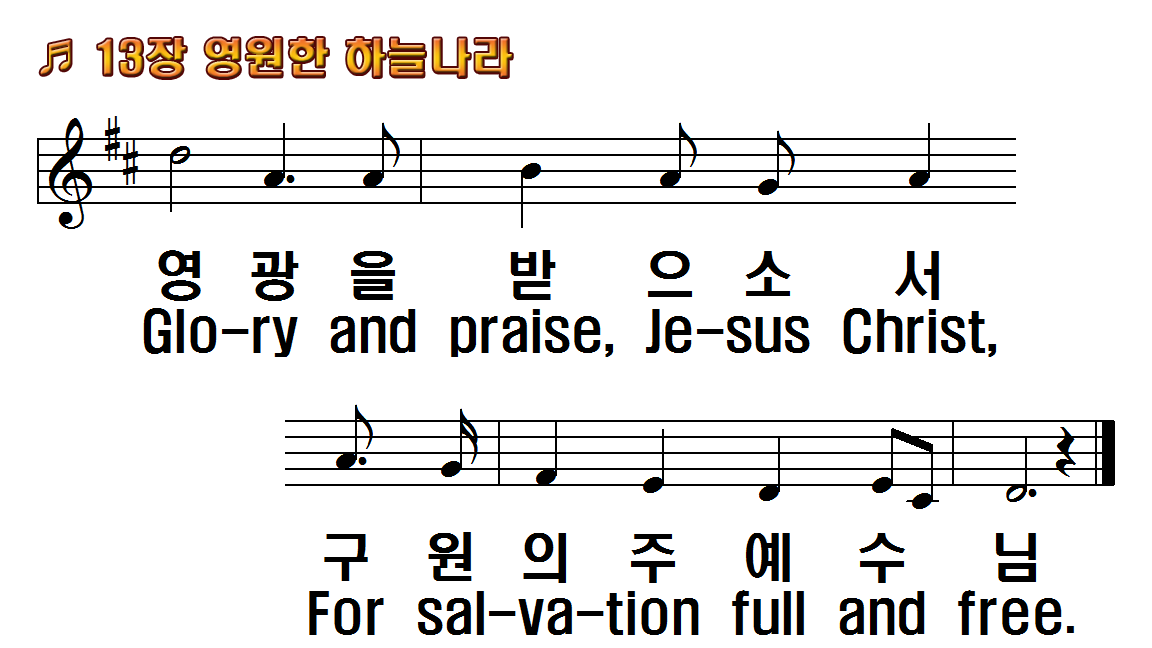 ♬ 13장 영원한 하늘나라
영 광 을 받 으 소 서
Glo-ry and praise, Je-sus Christ,
구 원 의 주 예 수 님
For sal-va-tion full and free.